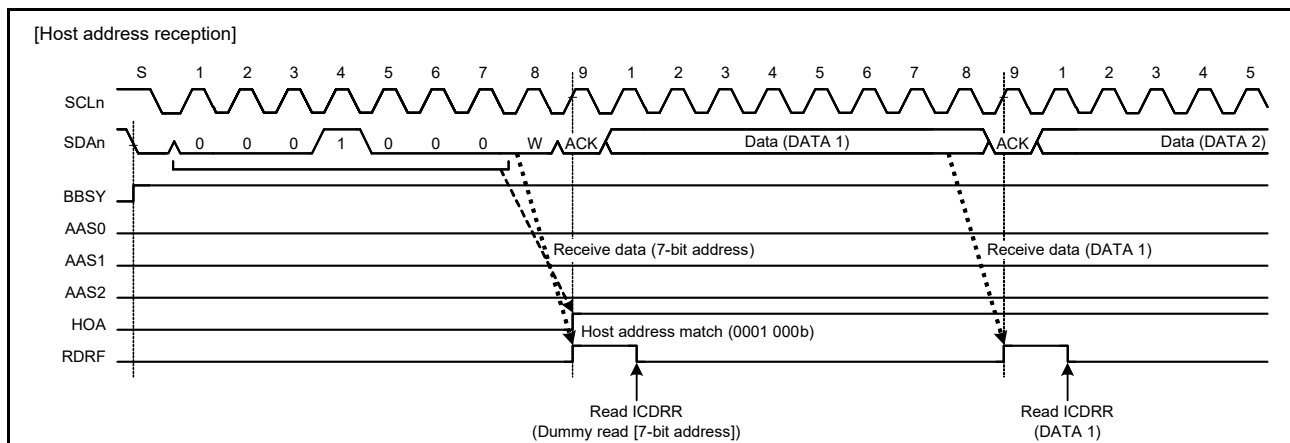 [Host address reception]
S 1 2 3 4 5 6 7 8 9 1 2 3 4 5 6 7 8 9 1 2 3 4 5
SCLn
SDAn 0 0 0 1 0 0 0 W ACK Data (DATA 1) ACK Data (DATA 2)
BBSY
AAS0
Receive data (7-bit address) Receive data (DATA 1)
AAS1
AAS2
HOA
Host address match (0001 000b)
RDRF
Read ICDRR Read ICDRR
(Dummy read [7-bit address]) (DATA 1)